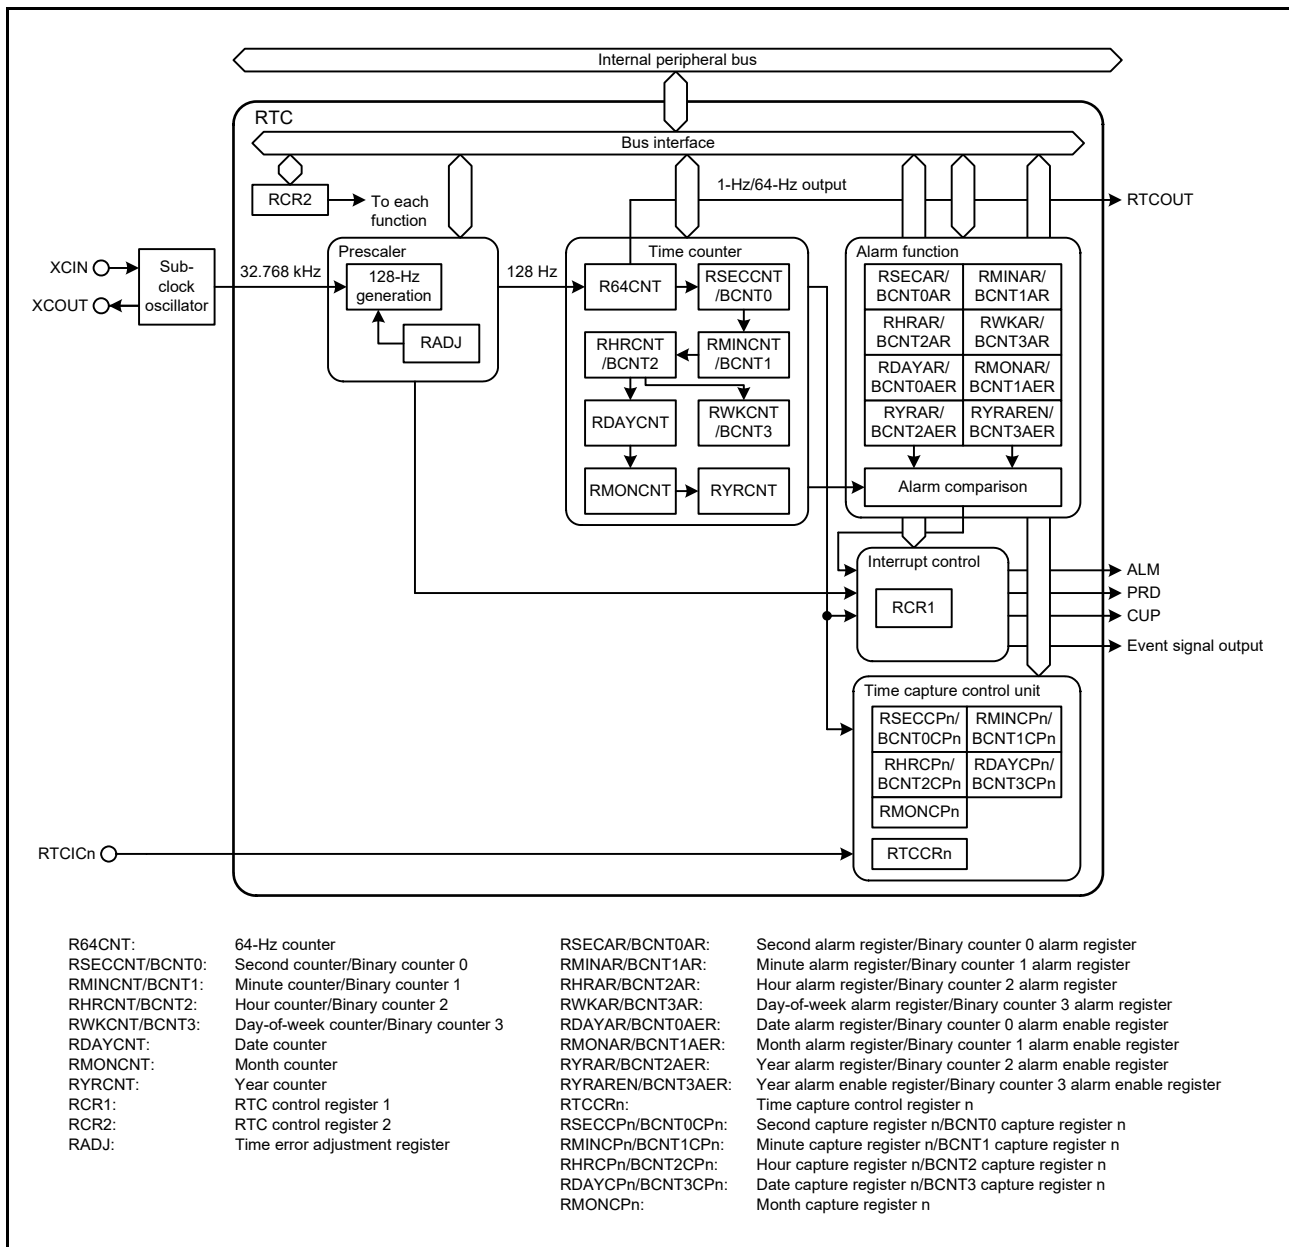 Internal peripheral bus
RTC
Bus interface
RCR2
To each
function
1-Hz/64-Hz output
RTCOUT
XCIN
XCOUT
Sub-
clock
oscillator
32.768 kHz
Prescaler
128-Hz
generation
RADJ
128 Hz
Time counter
R64CNT
RSECCNT
/BCNT0
RHRCNT
/BCNT2
RMINCNT
/BCNT1
RDAYCNT
RWKCNT
/BCNT3
RMONCNT
RYRCNT
Alarm function
RSECAR/
BCNT0AR
RMINAR/
BCNT1AR
RHRAR/
BCNT2AR
RWKAR/
BCNT3AR
RDAYAR/
BCNT0AER
RMONAR/
BCNT1AER
RYRAR/
BCNT2AER
RYRAREN/
BCNT3AER
Alarm comparison
Interrupt control
RCR1
ALM
PRD
CUP
Event signal output
Time capture control unit
RSECCPn/
BCNT0CPn
RMINCPn/
BCNT1CPn
RHRCPn/
BCNT2CPn
RDAYCPn/
BCNT3CPn
RMONCPn
RTCCRn
RTCICn
R64CNT: 64-Hz counter
RSECCNT/BCNT0: Second counter/Binary counter 0
RMINCNT/BCNT1: Minute counter/Binary counter 1
RHRCNT/BCNT2: Hour counter/Binary counter 2
RWKCNT/BCNT3: Day-of-week counter/Binary counter 3
RDAYCNT: Date counter
RMONCNT: Month counter
RYRCNT: Year counter
RCR1: RTC control register 1
RCR2: RTC control register 2
RADJ: Time error adjustment register
RSECAR/BCNT0AR: Second alarm register/Binary counter 0 alarm register
RMINAR/BCNT1AR: Minute alarm register/Binary counter 1 alarm register
RHRAR/BCNT2AR: Hour alarm register/Binary counter 2 alarm register
RWKAR/BCNT3AR: Day-of-week alarm register/Binary counter 3 alarm register
RDAYAR/BCNT0AER: Date alarm register/Binary counter 0 alarm enable register
RMONAR/BCNT1AER: Month alarm register/Binary counter 1 alarm enable register
RYRAR/BCNT2AER: Year alarm register/Binary counter 2 alarm enable register
RYRAREN/BCNT3AER: Year alarm enable register/Binary counter 3 alarm enable register
RTCCRn: Time capture control register n
RSECCPn/BCNT0CPn: Second capture register n/BCNT0 capture register n
RMINCPn/BCNT1CPn: Minute capture register n/BCNT1 capture register n
RHRCPn/BCNT2CPn: Hour capture register n/BCNT2 capture register n
RDAYCPn/BCNT3CPn: Date capture register n/BCNT3 capture register n
RMONCPn: Month capture register n